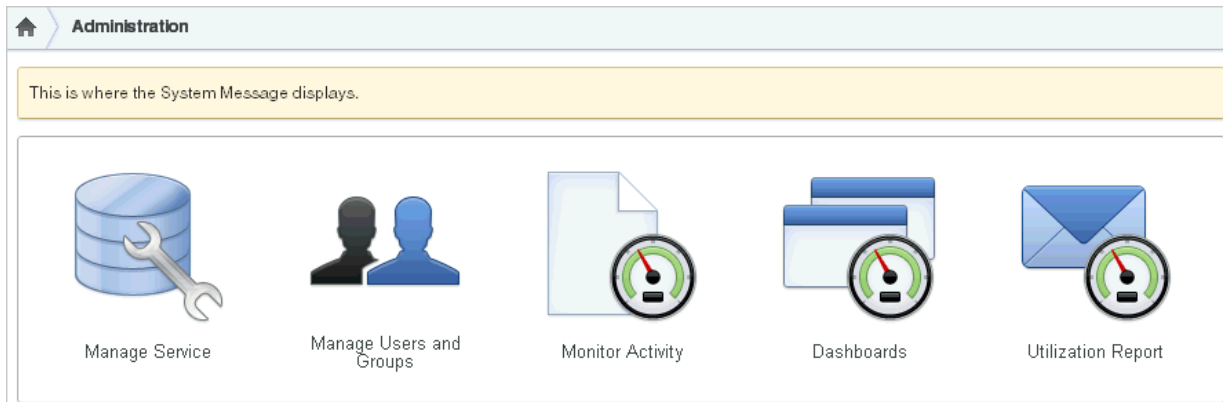 Administration
This is where the System Message displays.
Manage Service
Manage Users and
Groups
Monitor Activity
Dashboards
Utilization Report